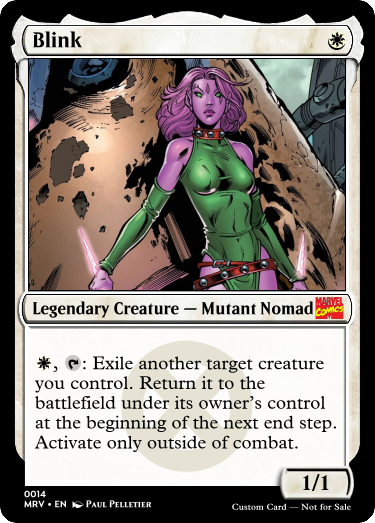 Blink
Legendary Creature — Mutant Nomad
MARVEL
COMICS
: Exile another target creature
you control. Return it to the
battlefield under its owner's control
at the beginning of the next end step.
Activate only outside of combat.
1/1
0014
MRV • EN Paul Pelletier
Custom Card — Not for Sale